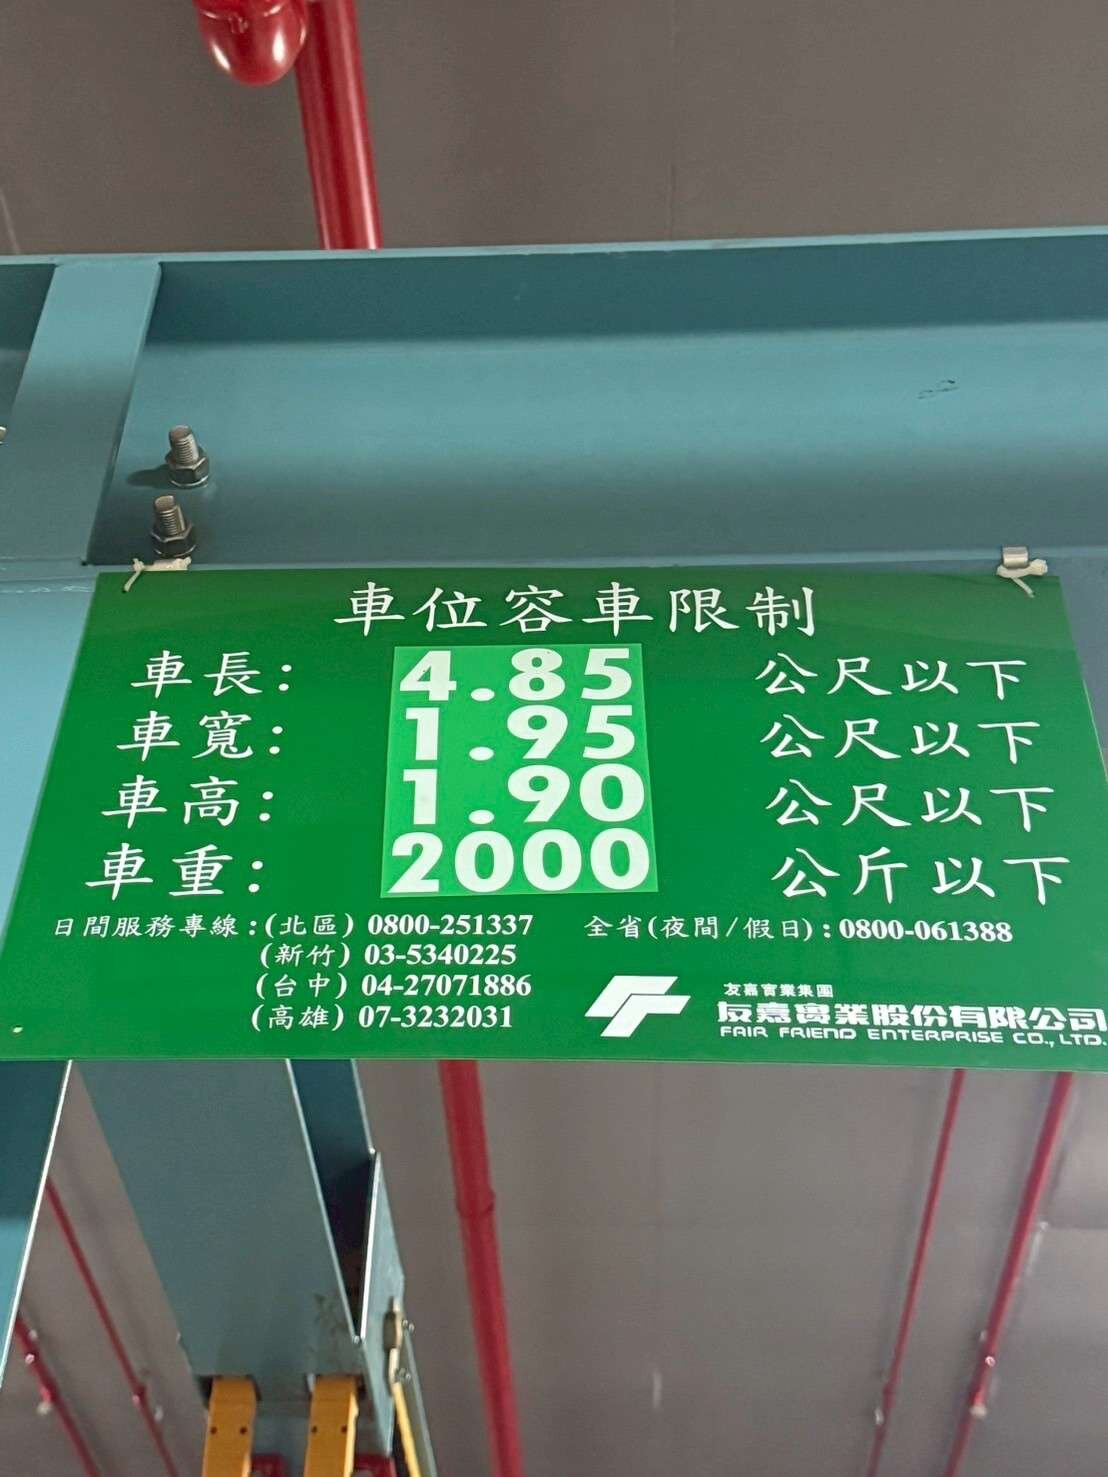 車位容車限制
車長: 4.85 公尺以下
車寬: 1.95 公尺以下
車高: 1.90 公尺以下
車重: 2000 公斤以下
日間服務專線:(北區) 0800-251337 全省(夜間/假日):0800-061388
(新竹) 03-5340225
(台中) 04-27071886
(高雄) 07-3232031
友嘉實業集團
友嘉實業股份有限公司
FAIR FRIEND ENTERPRISE CO., LTD.